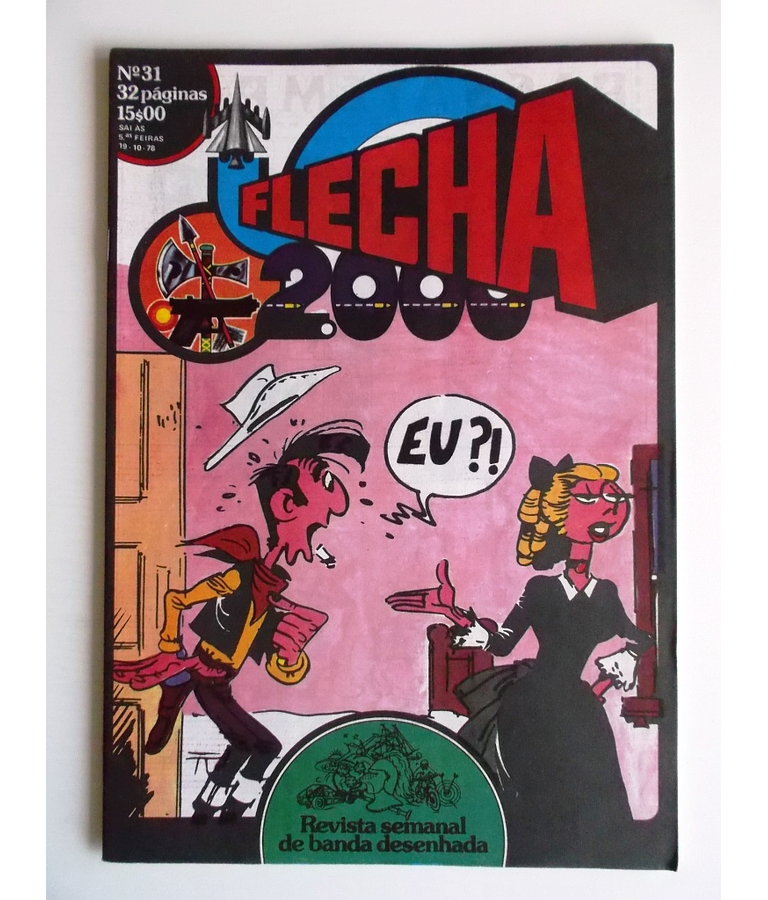 Nº31
32 páginas
15$00
SAI ÀS
5.as FEIRAS
19-10-78
FLECHA
2.000
EU?!
Revista semanal
de banda desenhada